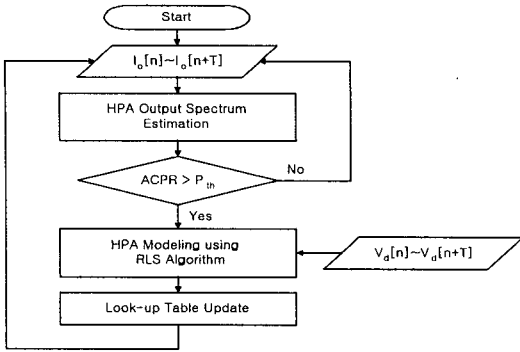 Start
I_o[n]~I_o[n+T]
HPA Output Spectrum
Estimation
ACPR > P_th
No
Yes
HPA Modeling using
RLS Algorithm
V_d[n]~V_d[n+T]
Look-up Table Update